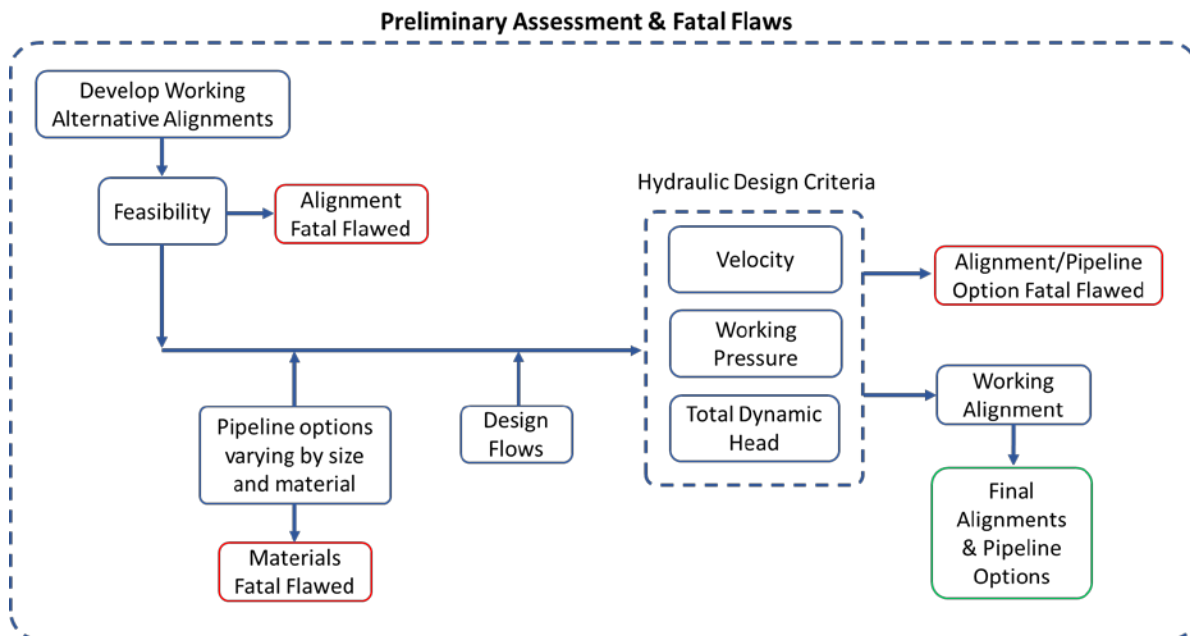 Preliminary Assessment & Fatal Flaws
Develop Working
Alternative Alignments
Feasibility
Alignment
Fatal Flawed
Hydraulic Design Criteria
Velocity
Working
Pressure
Total Dynamic
Head
Alignment/Pipeline
Option Fatal Flawed
Working
Alignment
Pipeline options
varying by size
and material
Design
Flows
Materials
Fatal Flawed
Final
Alignments
& Pipeline
Options